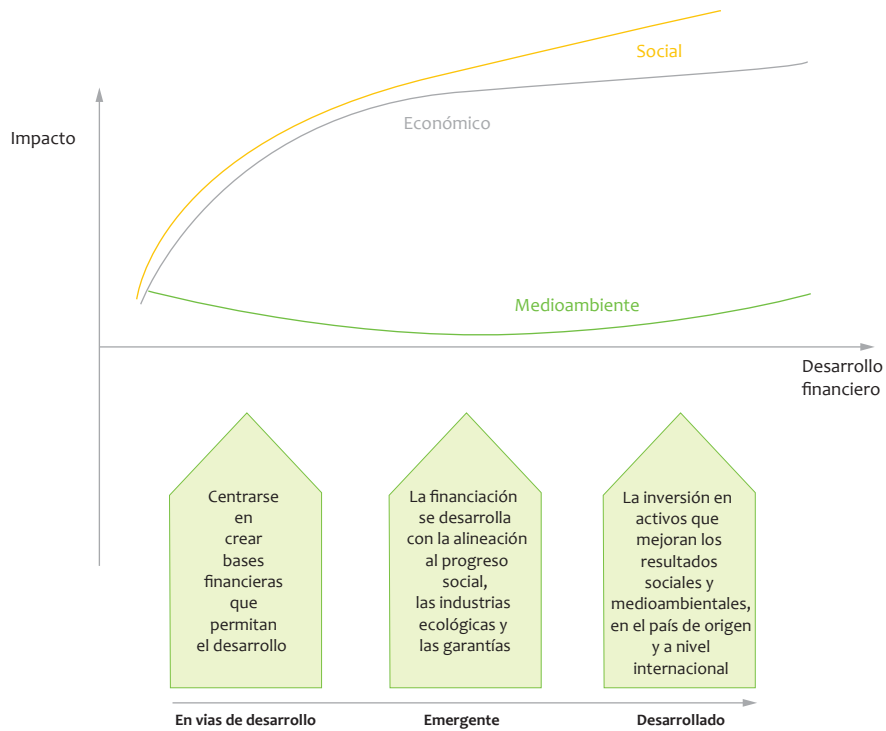 Social
Económico
Impacto
Medioambiente
Desarrollo
financiero
Centrarse
en
crear
bases
financieras
que
permitan
el desarrollo
La financiación
se desarrolla
con la alineación
al progreso
social,
las industrias
ecológicas y
las garantías
La inversión en
activos que
mejoran los
resultados
sociales y
medioambientales,
en el país de origen
y a nivel
internacional
En vias de desarrollo
Emergente
Desarrollado